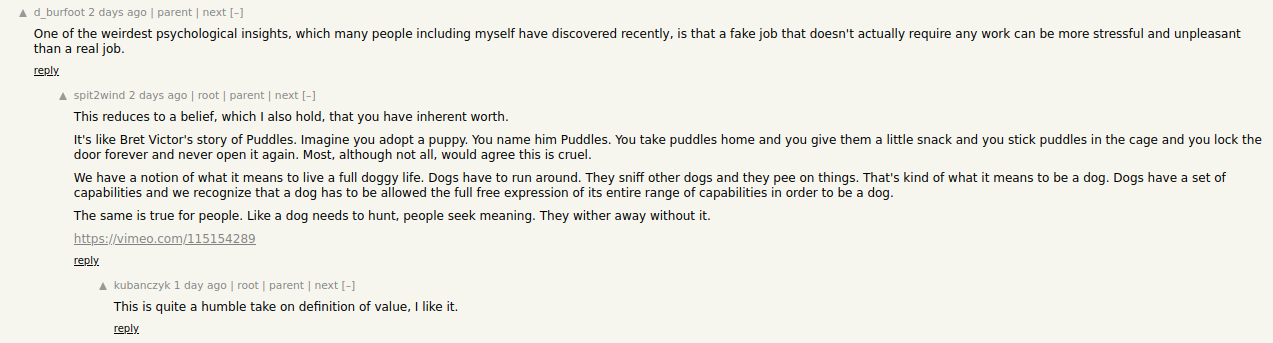 ▲ d_burfoot 2 days ago | parent | next [–]
One of the weirdest psychological insights, which many people including myself have discovered recently, is that a fake job that doesn't actually require any work can be more stressful and unpleasant
than a real job.
reply
▲ spit2wind 2 days ago | root | parent | next [–]
This reduces to a belief, which I also hold, that you have inherent worth.
It's like Bret Victor's story of Puddles. Imagine you adopt a puppy. You name him Puddles. You take puddles home and you give them a little snack and you stick puddles in the cage and you lock the
door forever and never open it again. Most, although not all, would agree this is cruel.
We have a notion of what it means to live a full doggy life. Dogs have to run around. They sniff other dogs and they pee on things. That's kind of what it means to be a dog. Dogs have a set of
capabilities and we recognize that a dog has to be allowed the full free expression of its entire range of capabilities in order to be a dog.
The same is true for people. Like a dog needs to hunt, people seek meaning. They wither away without it.
https://vimeo.com/115154289
reply
▲ kubanczyk 1 day ago | root | parent | next [–]
This is quite a humble take on definition of value, I like it.
reply